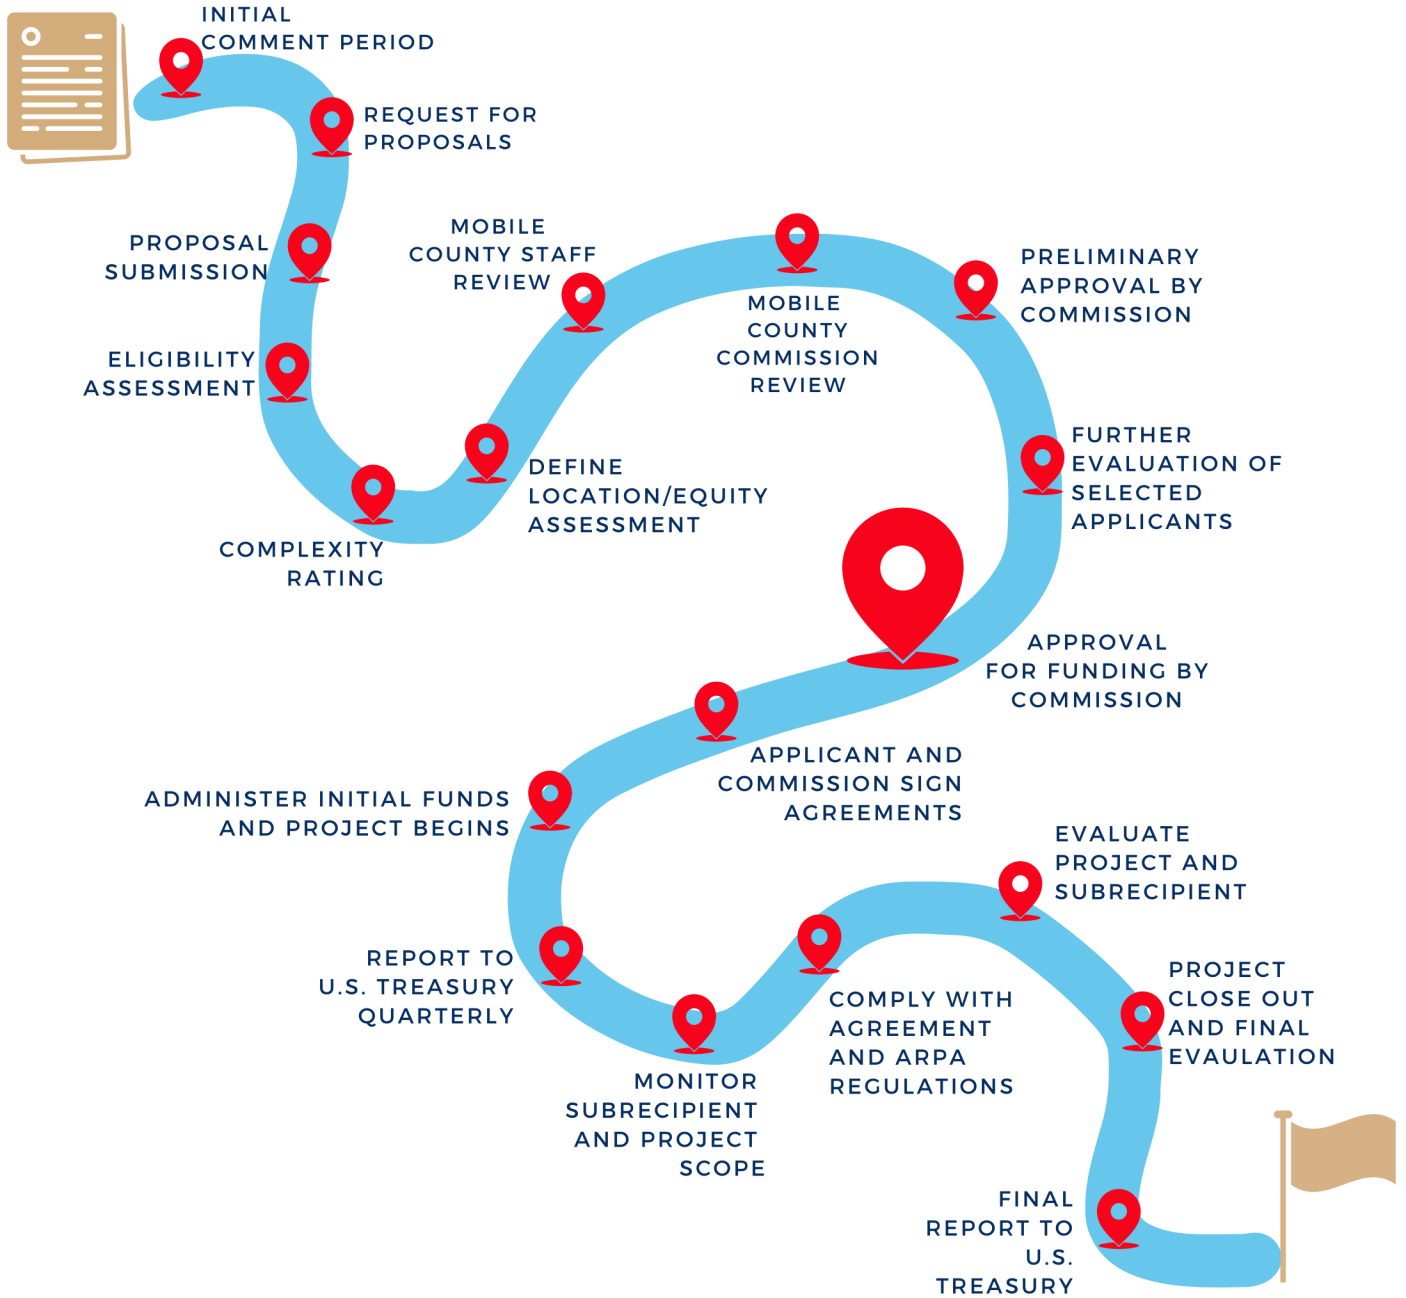 INITIAL
COMMENT PERIOD
REQUEST FOR
PROPOSALS
PROPOSAL
SUBMISSION
ELIGIBILITY
ASSESSMENT
COMPLEXITY
RATING
DEFINE
LOCATION/EQUITY
ASSESSMENT
MOBILE
COUNTY STAFF
REVIEW
MOBILE
COUNTY
COMMISSION
REVIEW
PRELIMINARY
APPROVAL BY
COMMISSION
FURTHER
EVALUATION OF
SELECTED
APPLICANTS
APPROVAL
FOR FUNDING BY
COMMISSION
APPLICANT AND
COMMISSION SIGN
AGREEMENTS
ADMINISTER INITIAL FUNDS
AND PROJECT BEGINS
REPORT TO
U.S. TREASURY
QUARTERLY
MONITOR
SUBRECIPIENT
AND PROJECT
SCOPE
COMPLY WITH
AGREEMENT
AND ARPA
REGULATIONS
EVALUATE
PROJECT AND
SUBRECIPIENT
PROJECT
CLOSE OUT
AND FINAL
EVAULATION
FINAL
REPORT TO
U.S.
TREASURY